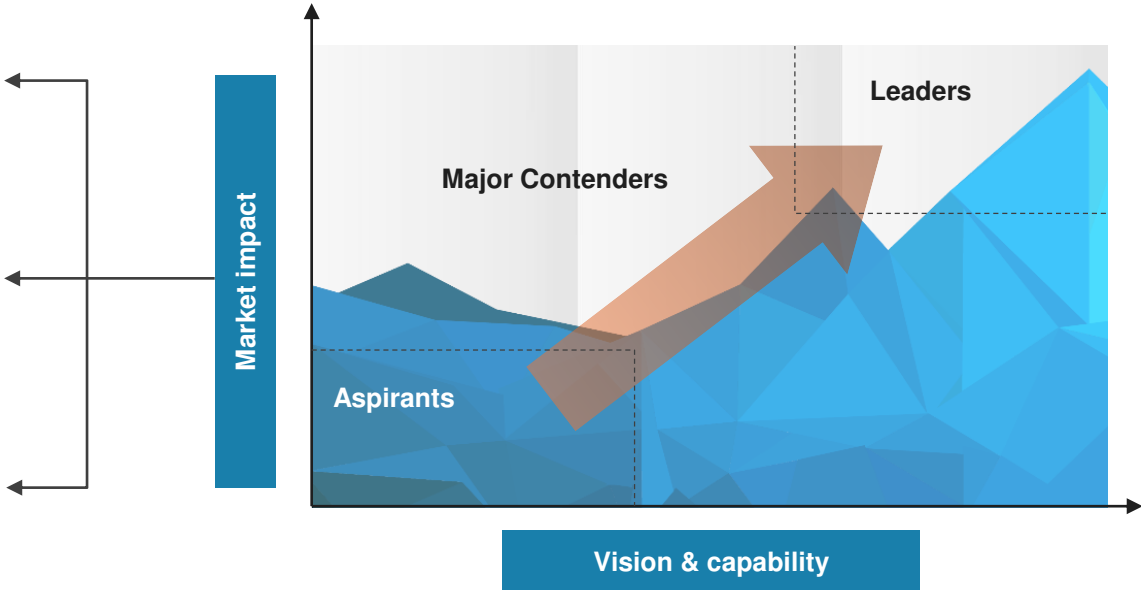 Leaders
Major Contenders
Market impact
Aspirants
Vision & capability